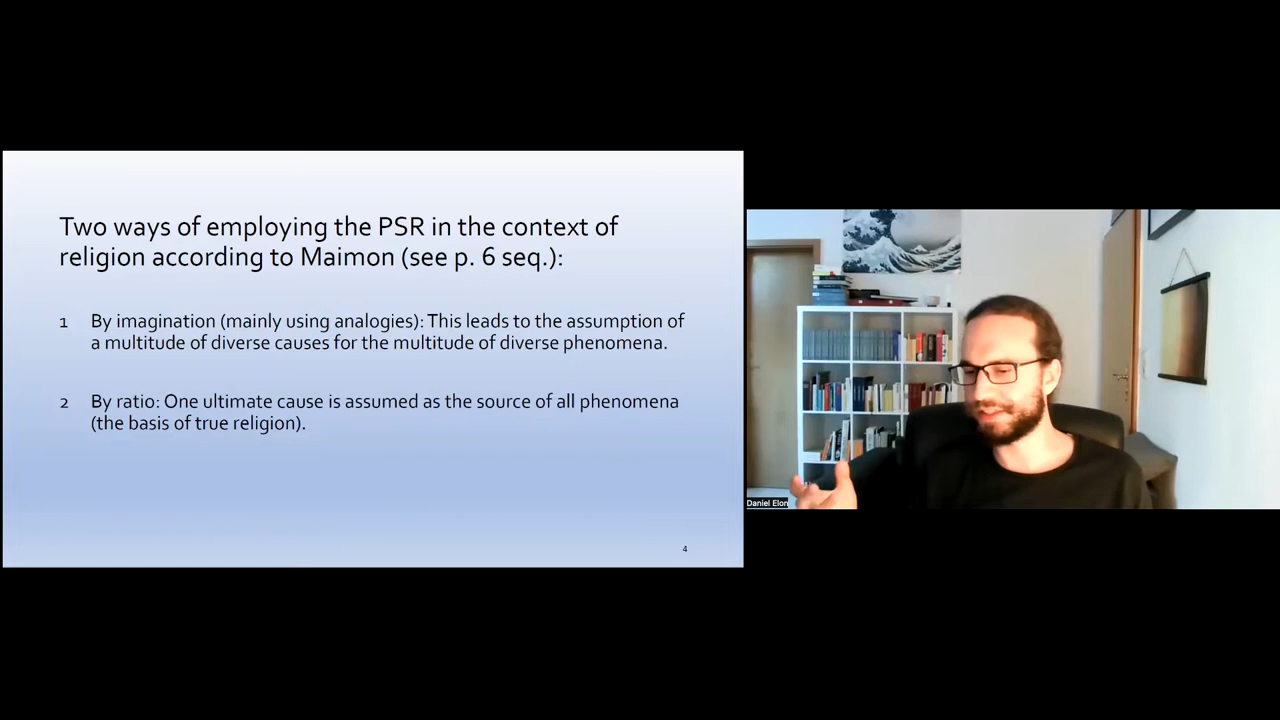 Two ways of employing the PSR in the context of
religion according to Maimon (see p. 6 seq.):
1 By imagination (mainly using analogies): This leads to the assumption of
a multitude of diverse causes for the multitude of diverse phenomena.
2 By ratio: One ultimate cause is assumed as the source of all phenomena
(the basis of true religion).
4
Daniel Elon